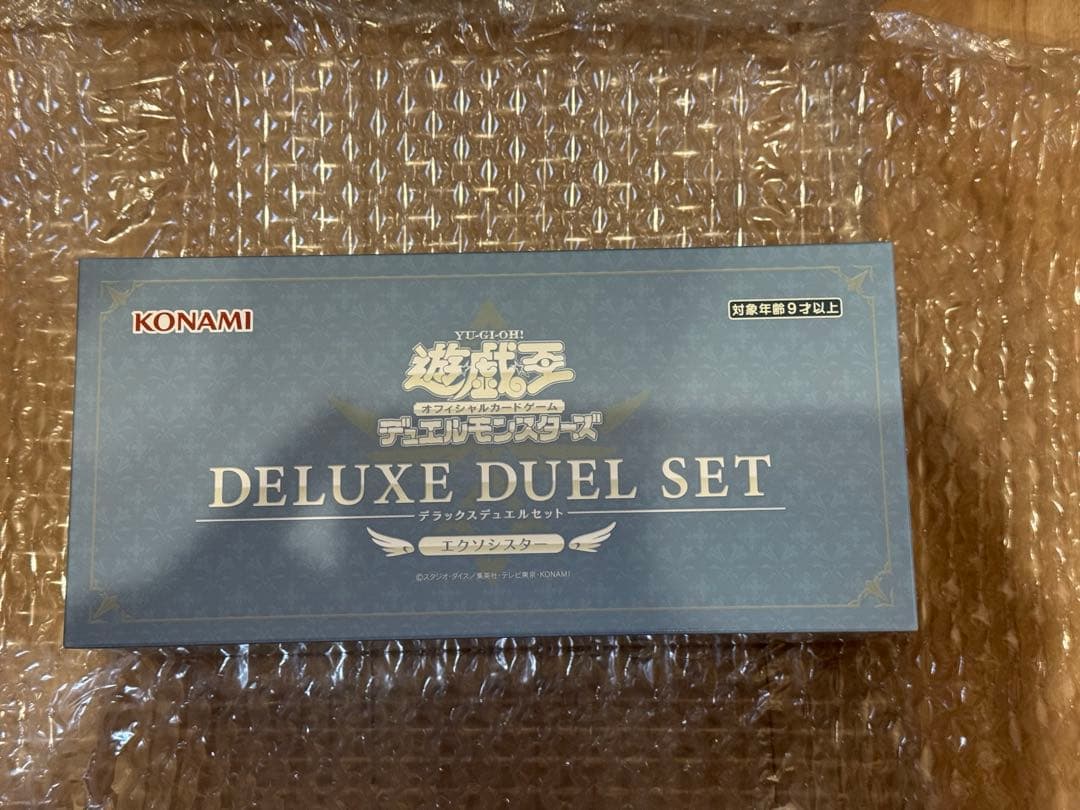 KONAMI
対象年齢9才以上
YU-GI-OH!
遊戯王
オフィシャルカードゲーム
デュエルモンスターズ
DELUXE DUEL SET
デラックスデュエルセット
エクソシスター
©スタジオ・ダイス／集英社・テレビ東京・KONAMI